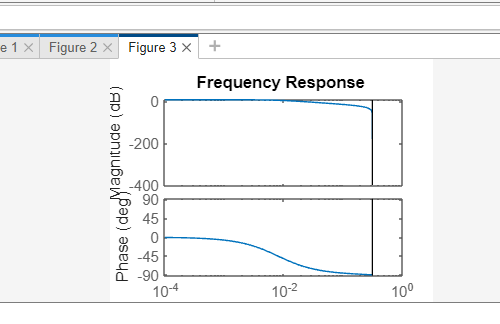 e 1 × Figure 2 × Figure 3 × +
Frequency Response
Magnitude (dB)
0
-200
-400
Phase (deg)
90
45
0
-45
-90
10^-4 10^-2 10^0